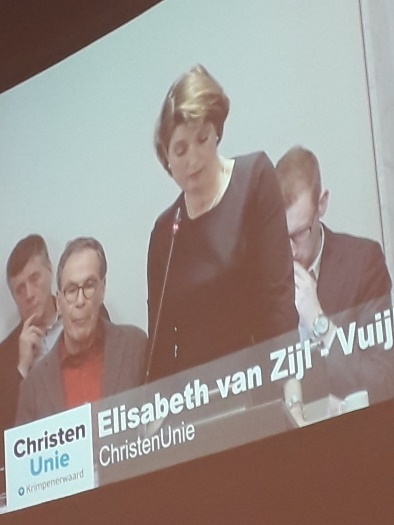 Elisabeth van Zijl - Vuij
ChristenUnie
Christen
Unie
Krimpenerwaard